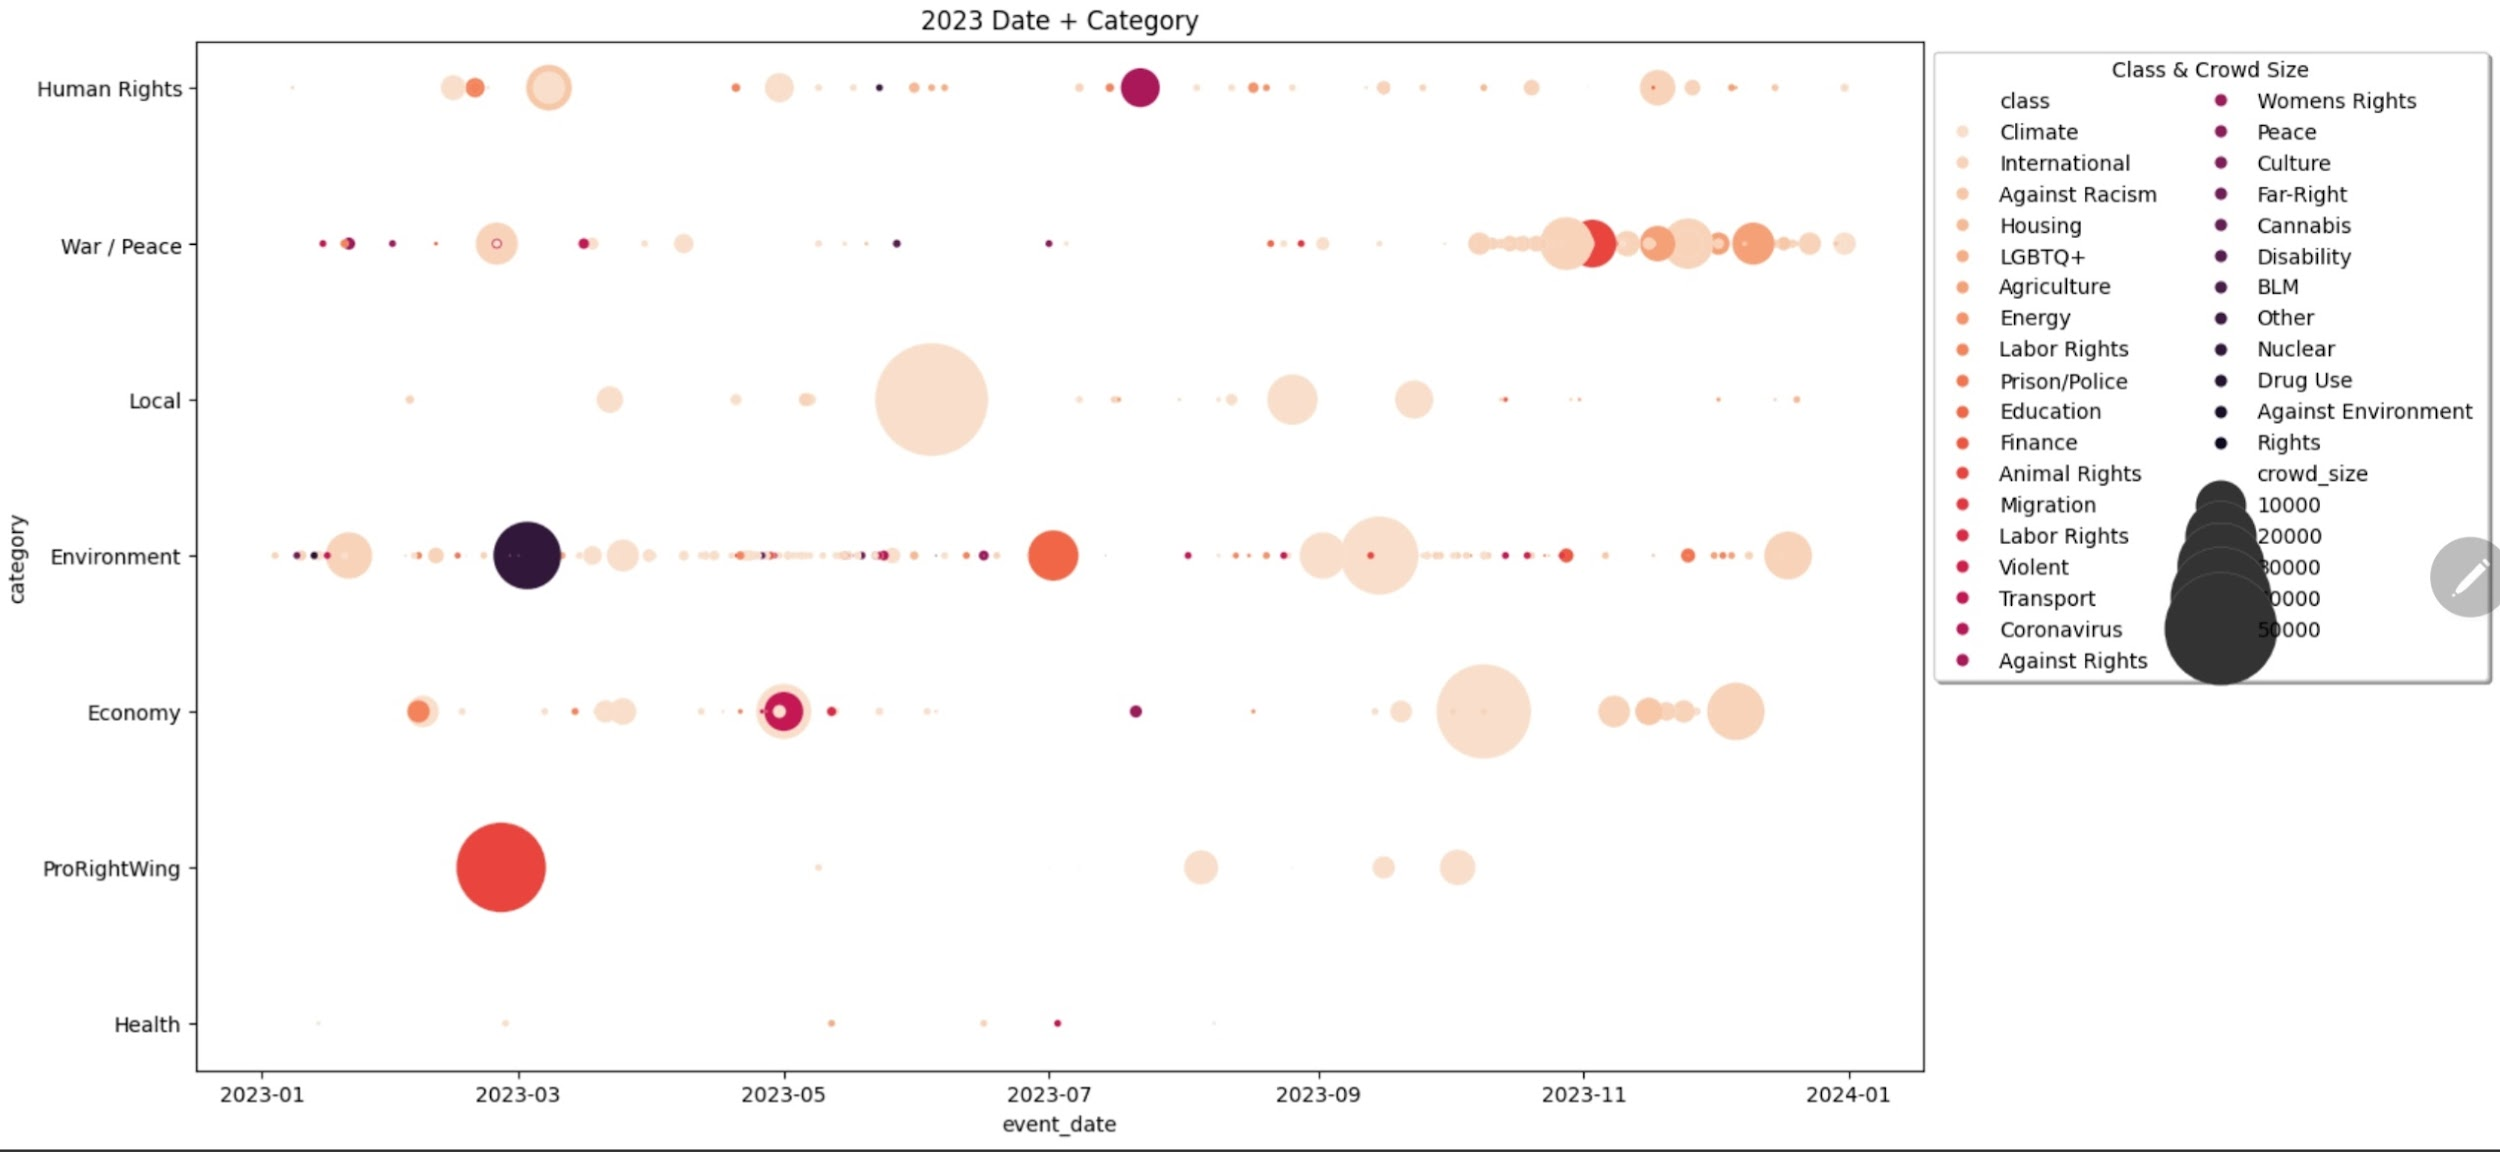 2023 Date + Category
Human Rights
War / Peace
Local
Environment
Economy
ProRightWing
Health
category
2023-01
2023-03
2023-05
2023-07
2023-09
2023-11
2024-01
event_date
Class & Crowd Size
class
Climate
International
Against Racism
Housing
LGBTQ+
Agriculture
Energy
Labor Rights
Prison/Police
Education
Finance
Animal Rights
Migration
Labor Rights
Violent
Transport
Coronavirus
Against Rights
Womens Rights
Peace
Culture
Far-Right
Cannabis
Disability
BLM
Other
Nuclear
Drug Use
Against Environment
Rights
crowd_size
10000
20000
30000
0000
50000